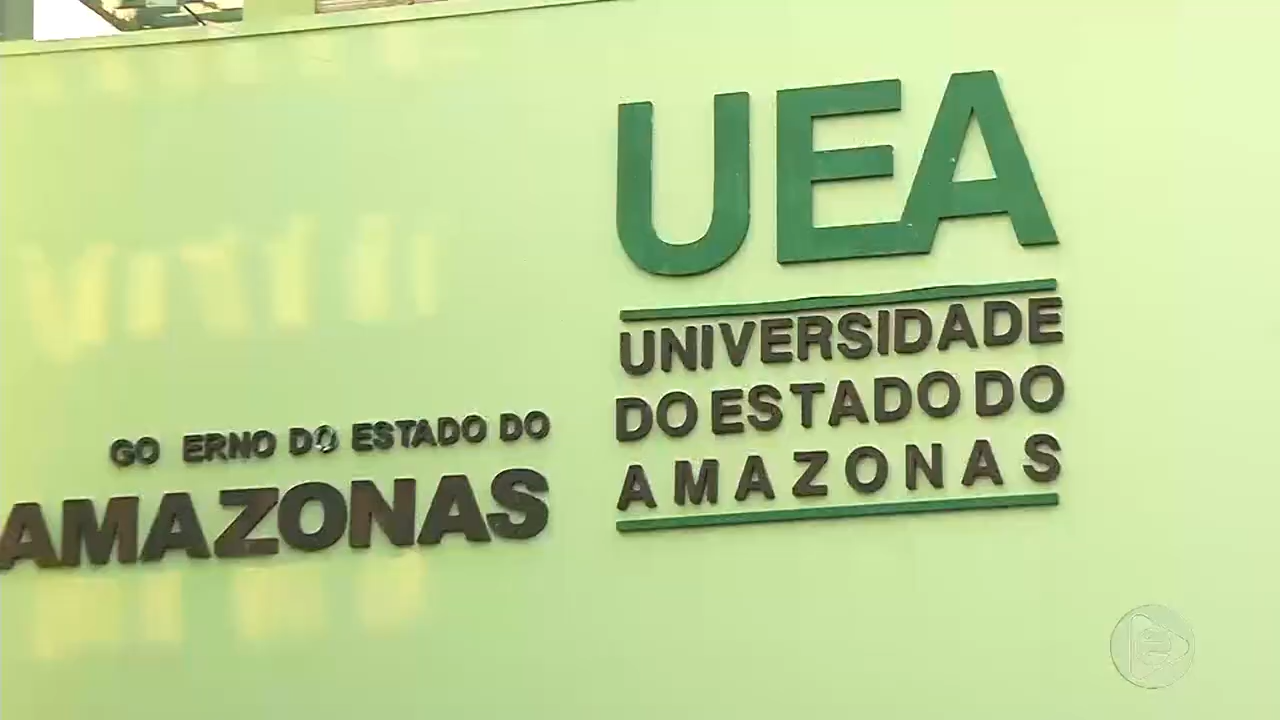 GO ERNO DO ESTADO DO
AMAZONAS
UEA
UNIVERSIDADE
DO ESTADO DO
AMAZONAS